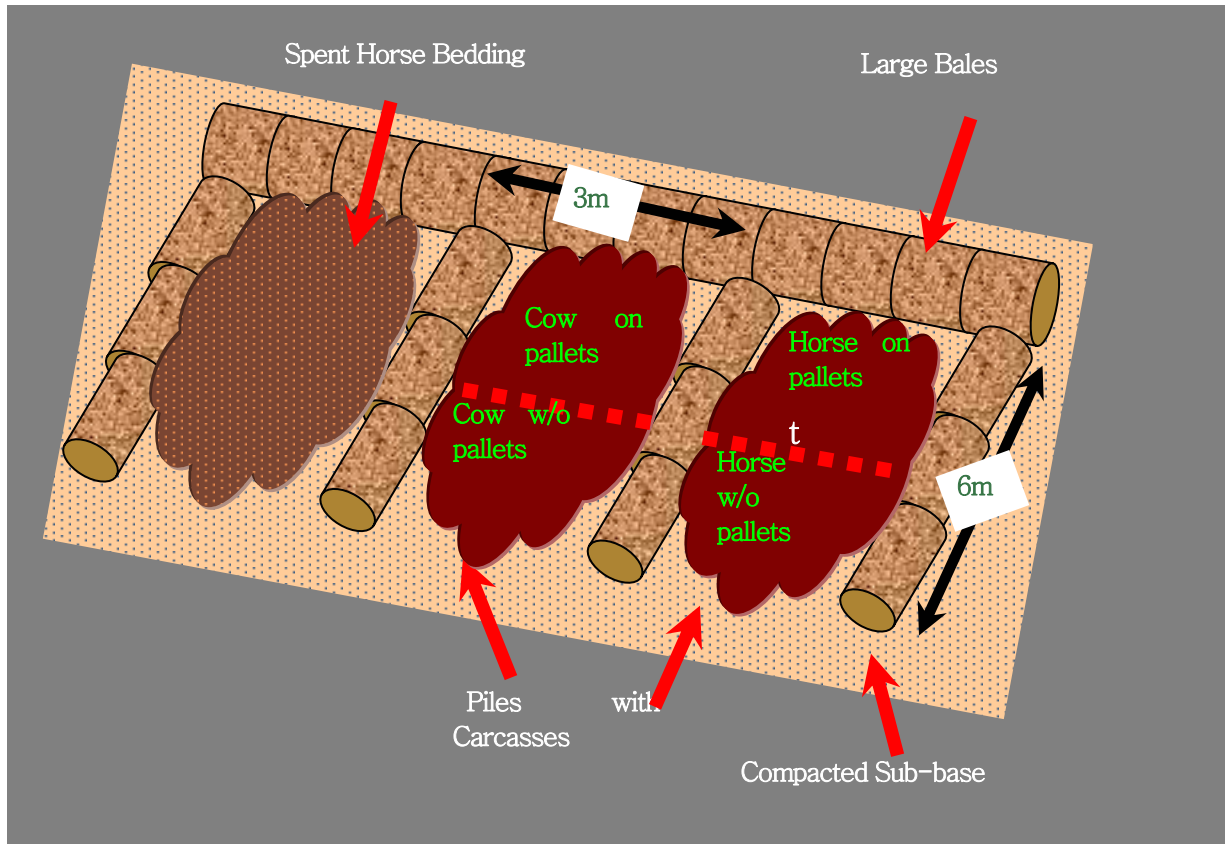 Spent Horse Bedding
Large Bales
3m
Cow on
pallets
Horse on
pallets
Cow w/o
pallets
t
Horse
w/o
pallets
6m
Piles with
Carcasses
Compacted Sub-base